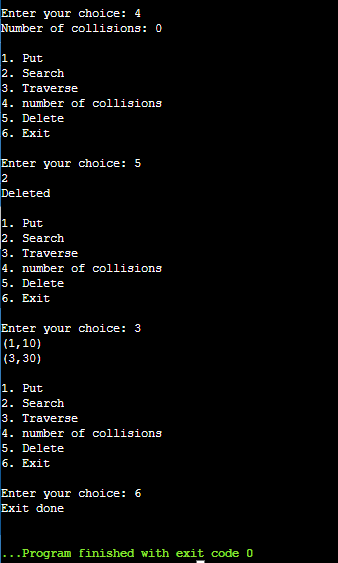 Enter your choice: 4
Number of collisions: 0
1. Put
2. Search
3. Traverse
4. number of collisions
5. Delete
6. Exit
Enter your choice: 5
2
Deleted
1. Put
2. Search
3. Traverse
4. number of collisions
5. Delete
6. Exit
Enter your choice: 3
(1,10)
(3,30)
1. Put
2. Search
3. Traverse
4. number of collisions
5. Delete
6. Exit
Enter your choice: 6
Exit done
...Program finished with exit code 0